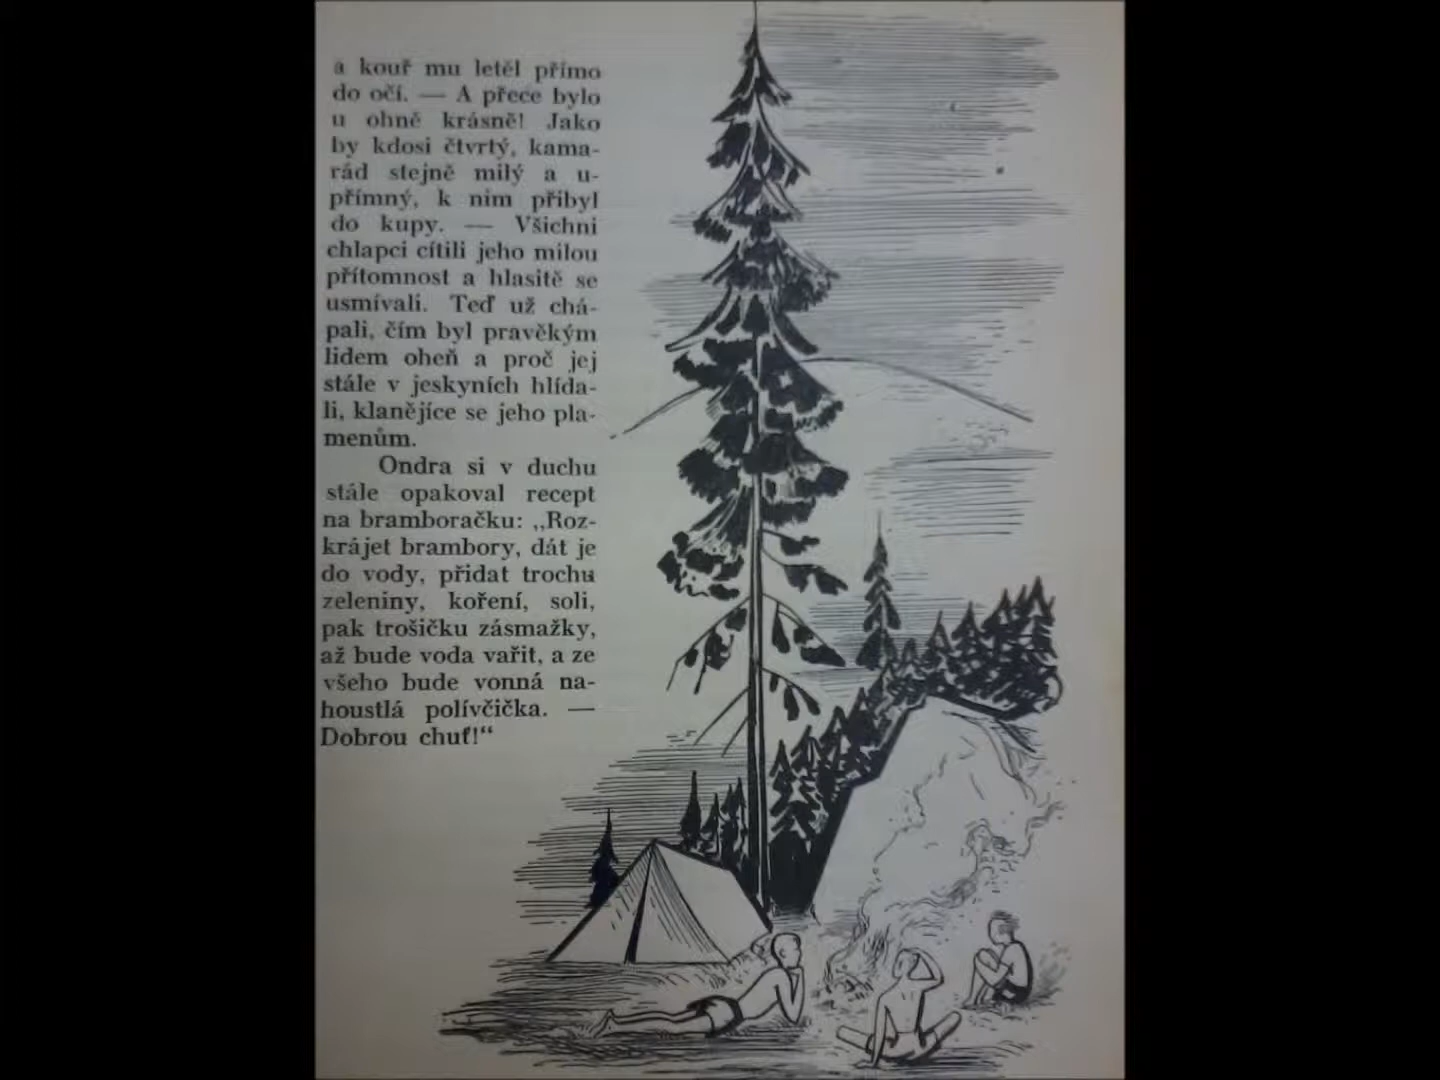 a kouř mu letěl přímo
do očí. — A přece bylo
u ohně krásně! Jako
by kdosi čtvrtý, kama-
rád stejně milý a u-
přímný, k nim přibyl
do kupy. — Všichni
chlapci cítili jeho milou
přítomnost a hlasitě se
usmívali. Teď už chá-
pali, čím byl pravěkým
lidem oheň a proč jej
stále v jeskyních hlída-
li, klanějíce se jeho pla-
menům.
Ondra si v duchu
stále opakoval recept
na bramboračku: „Roz-
krájet brambory, dát je
do vody, přidat trochu
zeleniny, koření, soli,
pak trošičku zásmažky,
až bude voda vařit, a ze
všeho bude vonná na-
houstlá polívčička. —
Dobrou chuť!“